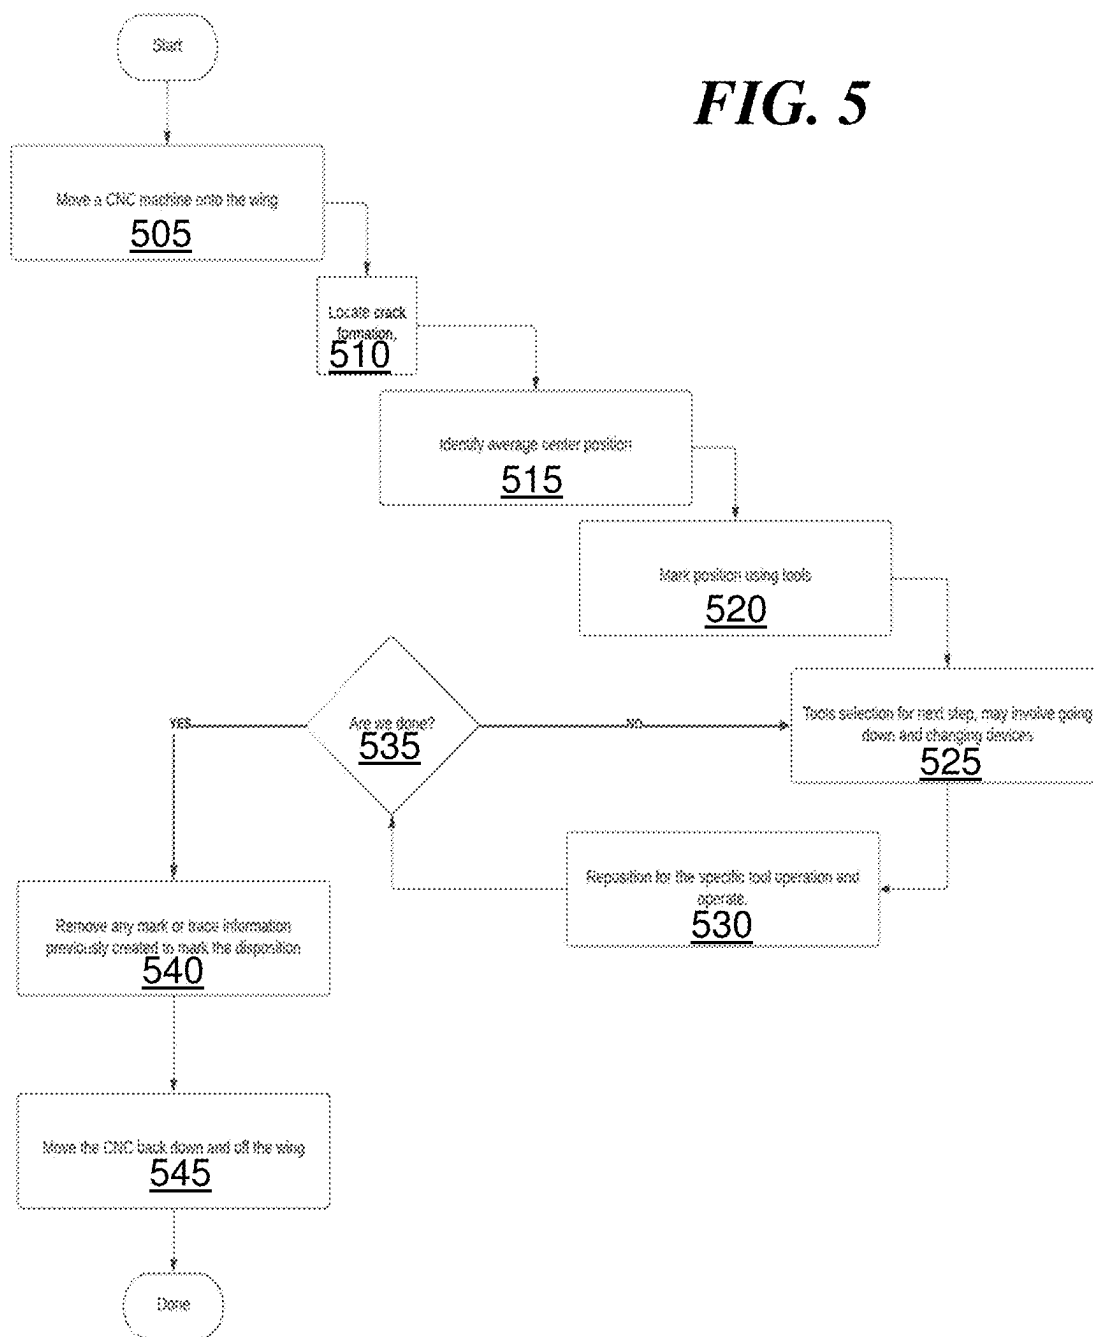 Start
FIG. 5
Move a CNC machine onto the wing
505
Locate crack
formation,
510
Identify average center position
515
Mark position using tools
520
Tools selection for next step, may involve going
down and changing devices
525
Are we done?
535
YES
NO
Reposition for the specific tool operation and
operate.
530
Remove any mark or trace information
previously created to mark the disposition
540
Move the CNC back down and off the wing
545
Done